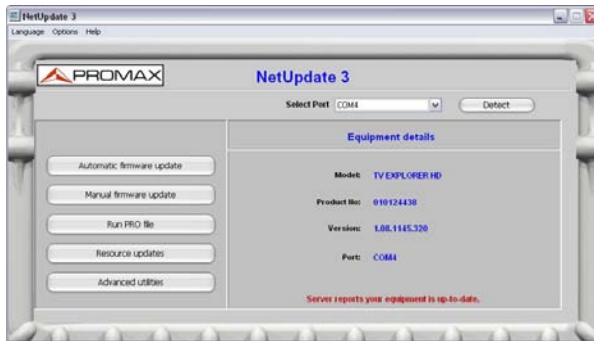 NetUpdate 3
Language Options Help
PROMAX
NetUpdate 3
Select Port COM4 Detect
Equipment details
Automatic firmware update
Manual firmware update
Run PRO file
Resource updates
Advanced utilities
Model: TV EXPLORER HD
Product No: 010124438
Version: 1.08.1145.320
Port: COM4
Server reports your equipment is up-to-date.